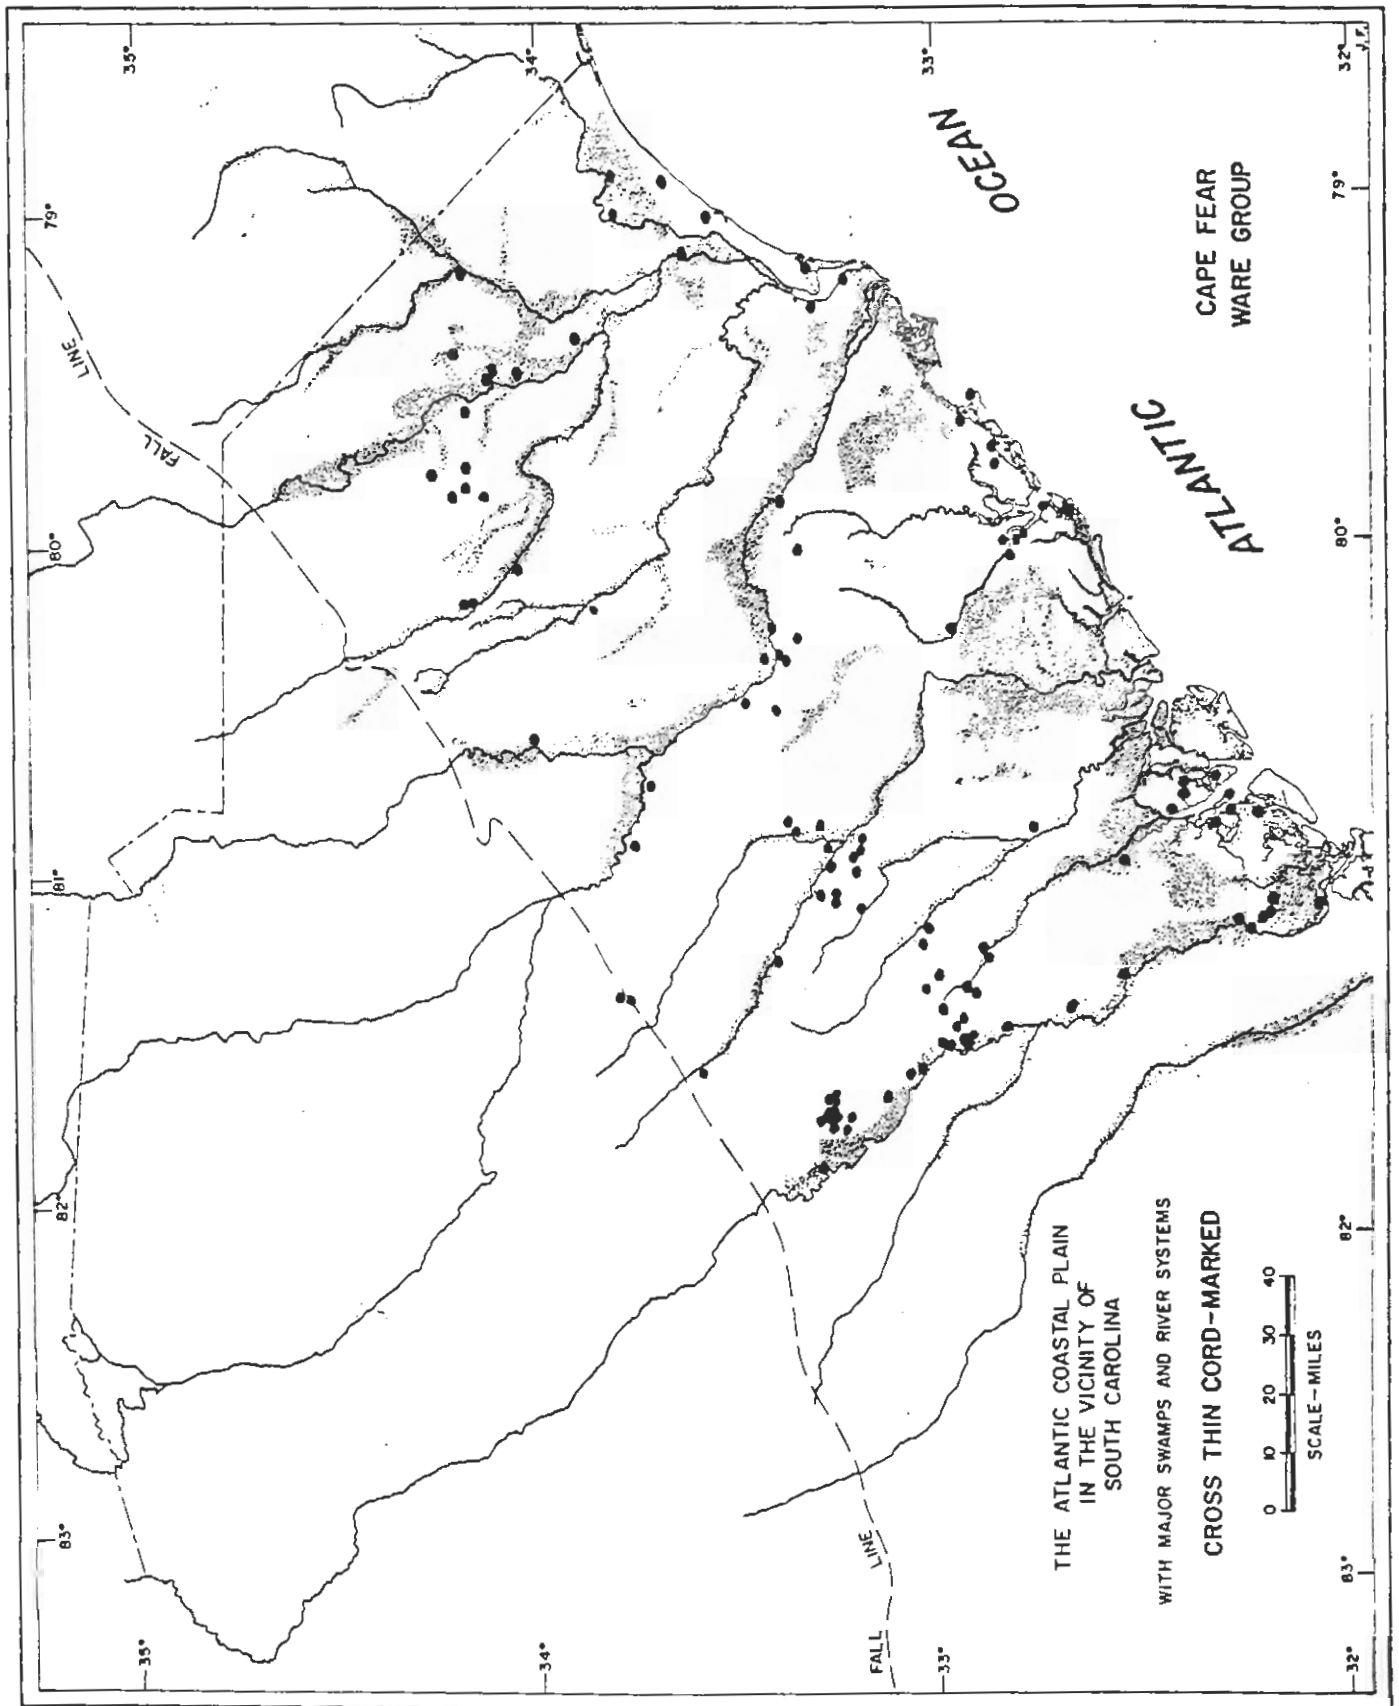 83°
82°
81°
80°
79°
35°
35°
34°
34°
33°
33°
32°
32°
83°
82°
80°
79°
FALL
LINE
FALL
LINE
ATLANTIC
OCEAN
THE ATLANTIC COASTAL PLAIN
IN THE VICINITY OF
SOUTH CAROLINA
WITH MAJOR SWAMPS AND RIVER SYSTEMS
CROSS THIN CORD-MARKED
0 10 20 30 40
SCALE-MILES
CAPE FEAR
WARE GROUP